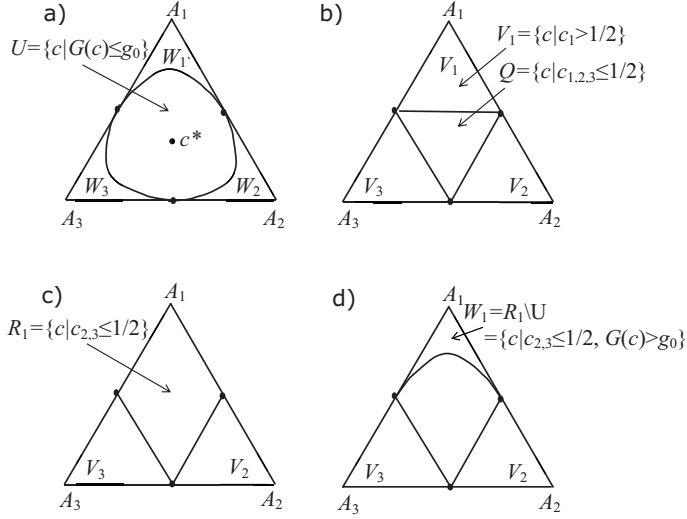 a)
A₁
U={c|G(c)≤g₀}
W₁
c*
W₃
W₂
A₃
A₂
b)
A₁
V₁={c|c₁>1/2}
V₁
Q={c|c₁,₂,₃≤1/2}
V₃
V₂
A₃
A₂
c)
A₁
R₁={c|c₂,₃≤1/2}
V₃
V₂
A₃
A₂
d)
A₁
W₁=R₁\U
={c|c₂,₃≤1/2, G(c)>g₀}
V₃
V₂
A₃
A₂